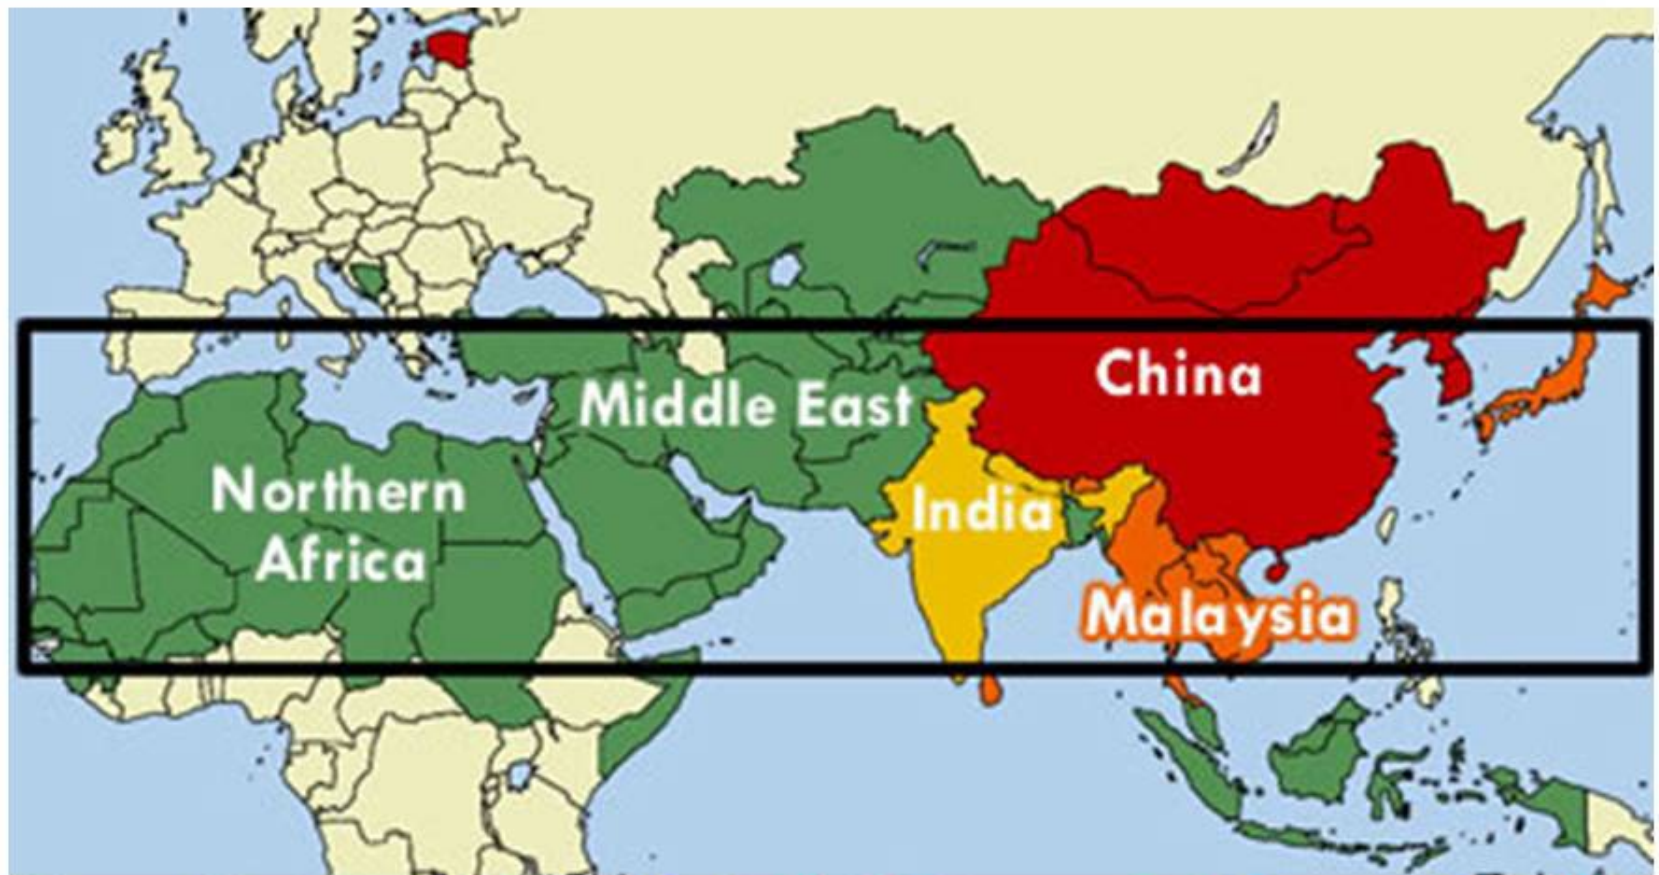 China
Middle East
Northern
Africa
India
Malaysia